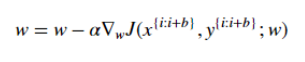 w = w − α∇_w J(x^{i:i+b}, y^{i:i+b}; w)